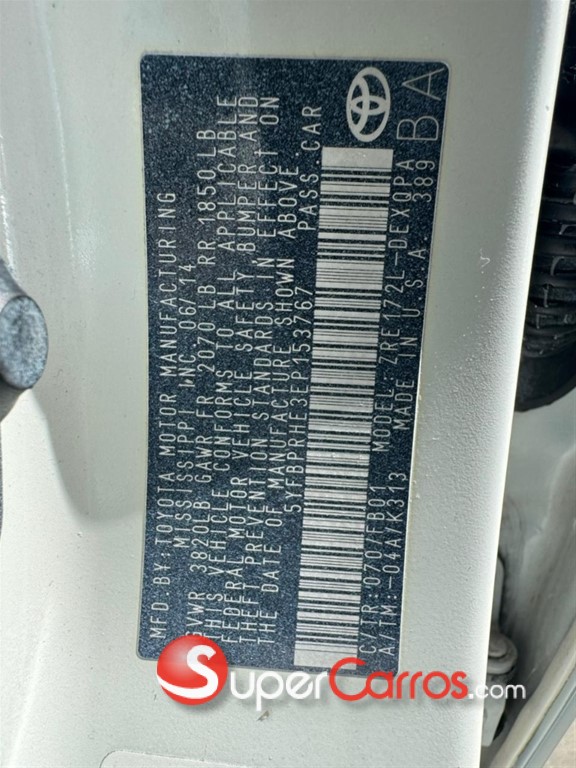 MFD. BY: TOYOTA MOTOR MANUFACTURING
MISSISSIPPI INC 06/14
GVWR 3820LB GAWR FR 2070 LB RR 1850LB
THIS VEHICLE CONFORMS TO ALL APPLICABLE
FEDERAL MOTOR VEHICLE SAFETY BUMPER AND
THEFT PREVENTION STANDARDS IN EFFECT ON
THE DATE OF MANUFACTURE SHOWN ABOVE.
5YFBPRHE3EP153767 PASS. CAR
C/TR: 070/FB01 MODEL: ZRE172L-DEXQPA
A/TM: -04A/K313 MADE IN U S A 389
BA
SuperCarros.com